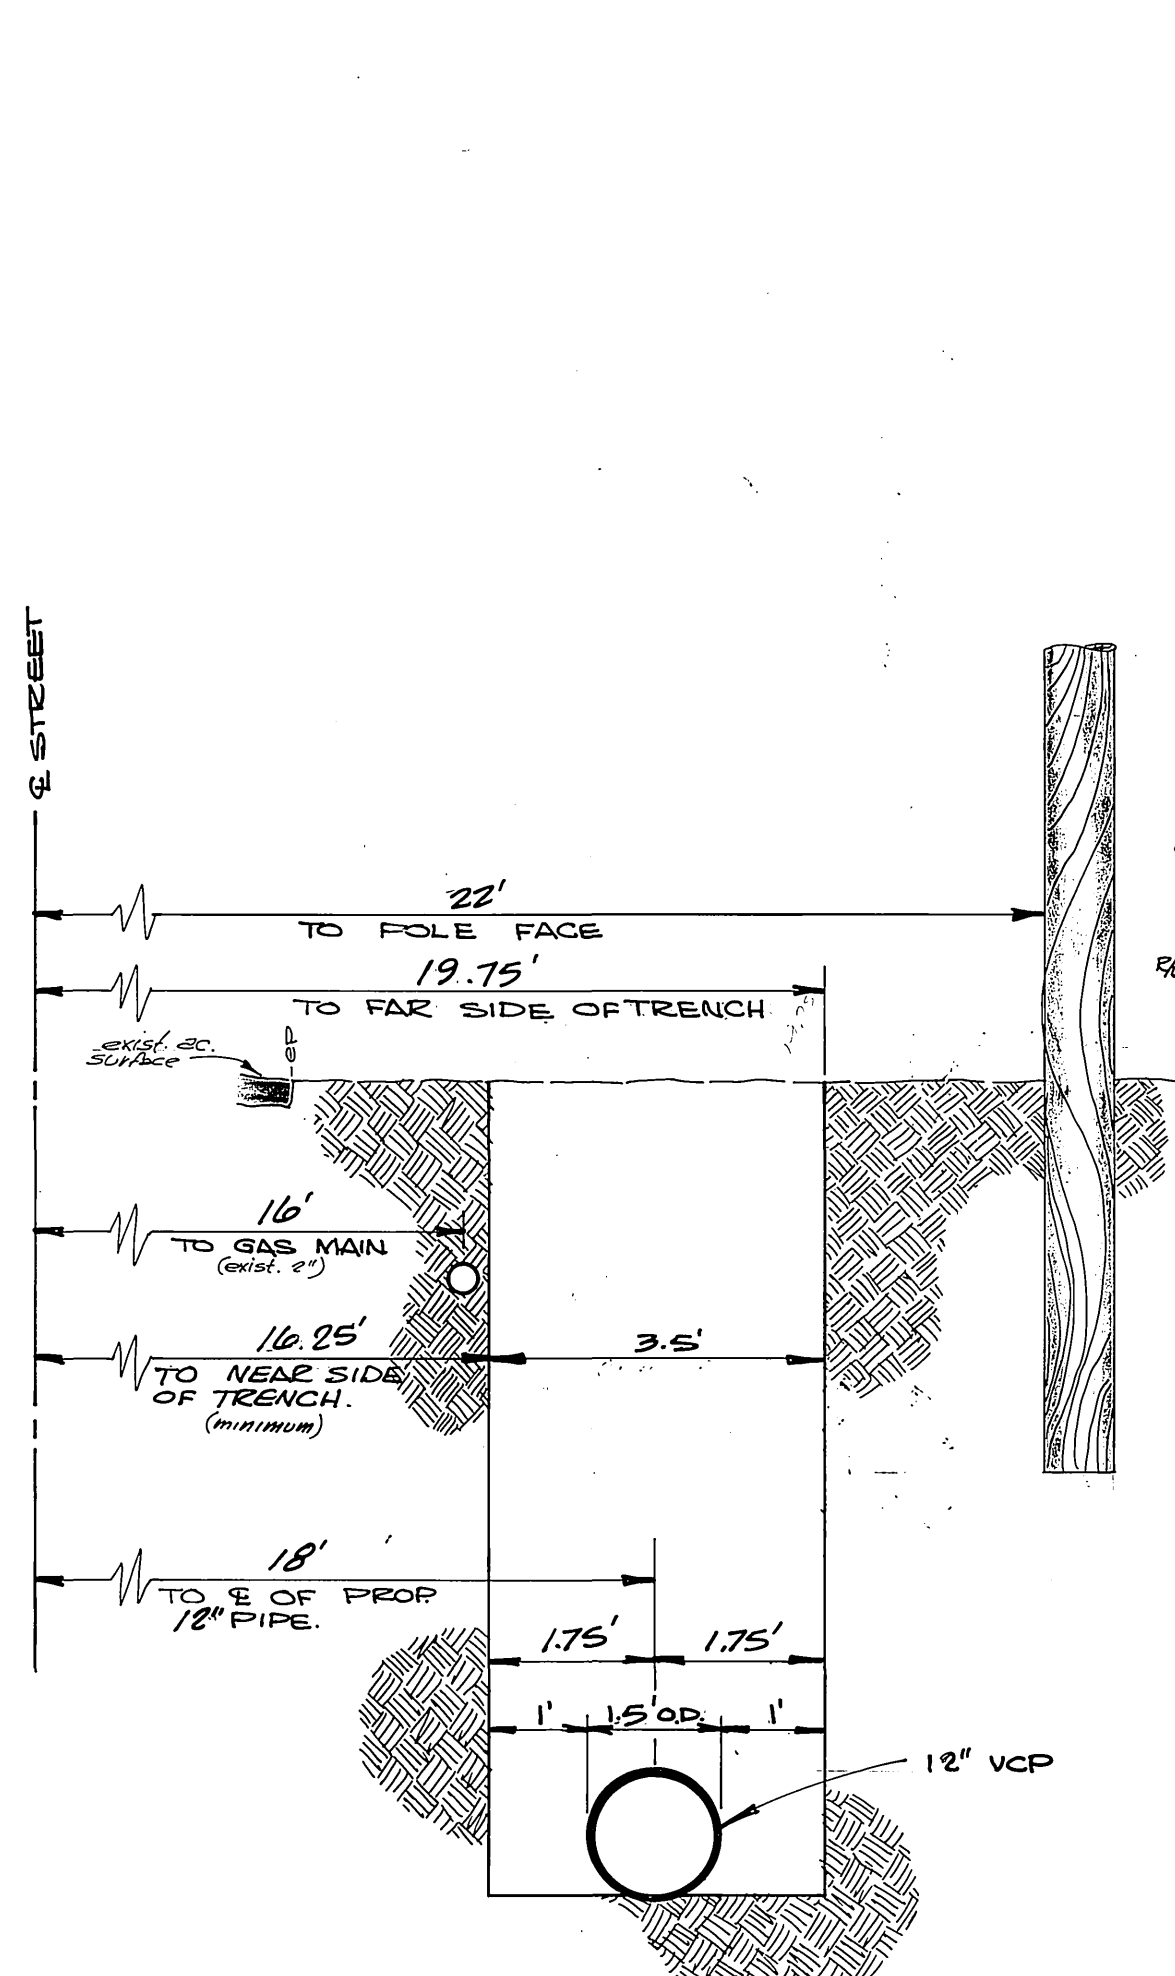 ℄ STREET
22'
TO POLE FACE
19.75'
TO FAR SIDE OF TRENCH
exist. ac.
surface
ep
16'
TO GAS MAIN
(exist. 2")
16.25'
3.5'
TO NEAR SIDE
OF TRENCH.
(minimum)
18'
TO ℄ OF PROP.
12" PIPE.
1.75'
1.75'
1'
1.5' O.D.
1'
12" VCP